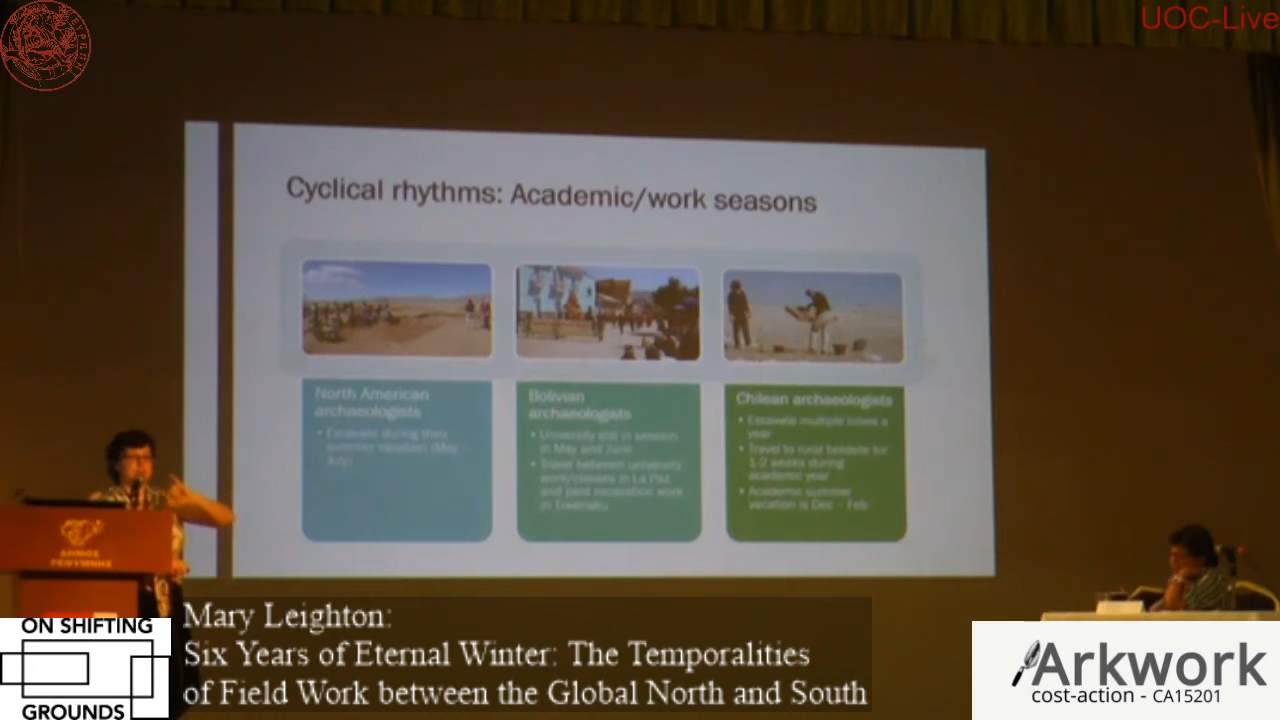 UOC-Live
Cyclical rhythms: Academic/work seasons
North American
archaeologists
• Excavate during their
summer vacation (May
July)
Bolivian
archaeologists
• University still in session
in May and June
• Travel between university
work/classes in La Paz
and paid excavation work
in Tiwanaku
Chilean archaeologists
• Excavate multiple times a
year
• Travel to rural fieldsite for
1-2 weeks during
academic year
• Academic summer
vacation is Dec – Feb
ΔΗΜΟΣ
ΡΕΘΥΜΝΗΣ
ON SHIFTING
GROUNDS
Mary Leighton:
Six Years of Eternal Winter: The Temporalities
of Field Work between the Global North and South
Arkwork
cost-action - CA15201